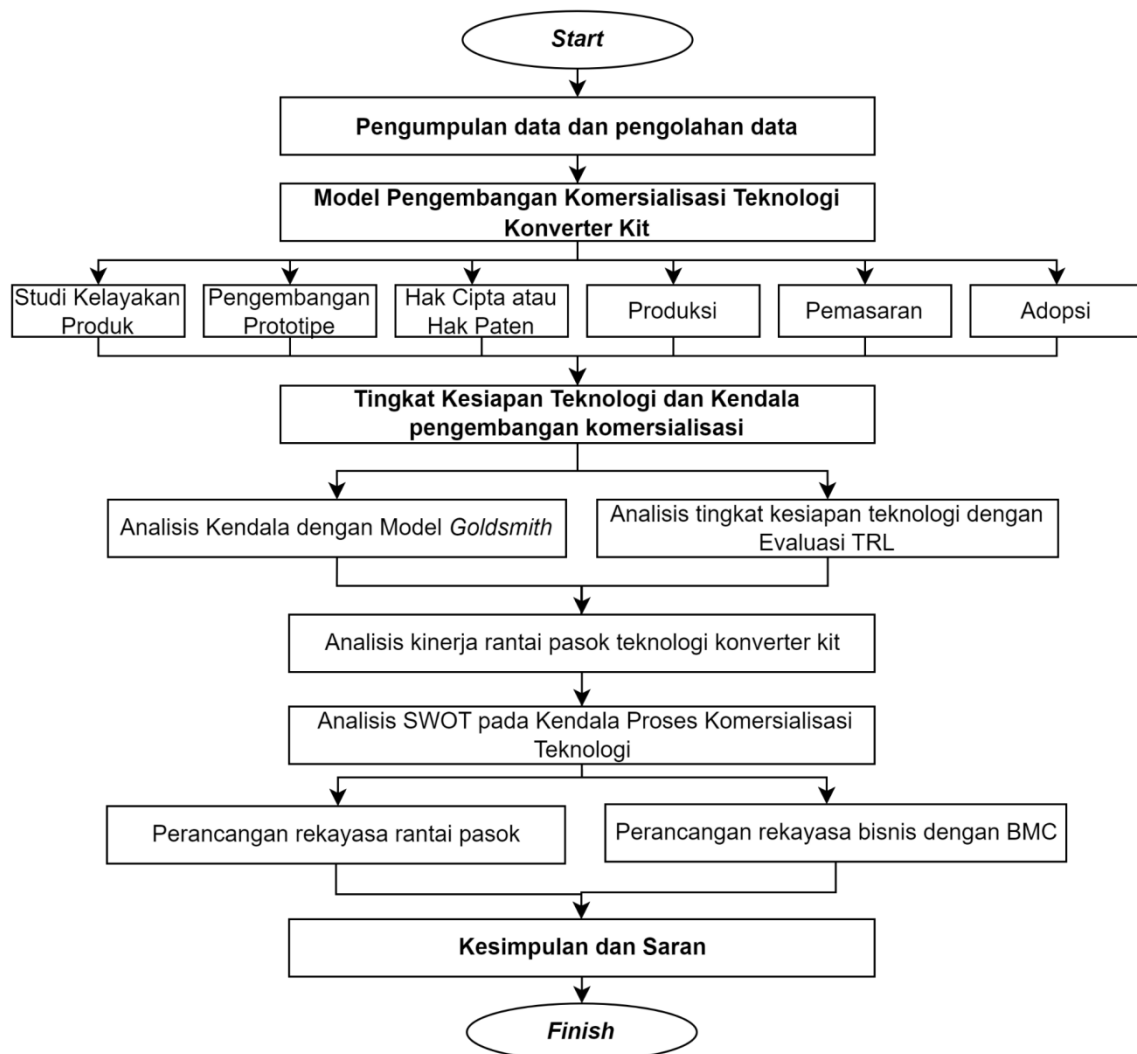 Start
Pengumpulan data dan pengolahan data
Model Pengembangan Komersialisasi Teknologi
Konverter Kit
Studi Kelayakan
Produk
Pengembangan
Prototipe
Hak Cipta atau
Hak Paten
Produksi
Pemasaran
Adopsi
Tingkat Kesiapan Teknologi dan Kendala
pengembangan komersialisasi
Analisis Kendala dengan Model Goldsmith
Analisis tingkat kesiapan teknologi dengan
Evaluasi TRL
Analisis kinerja rantai pasok teknologi konverter kit
Analisis SWOT pada Kendala Proses Komersialisasi
Teknologi
Perancangan rekayasa rantai pasok
Perancangan rekayasa bisnis dengan BMC
Kesimpulan dan Saran
Finish